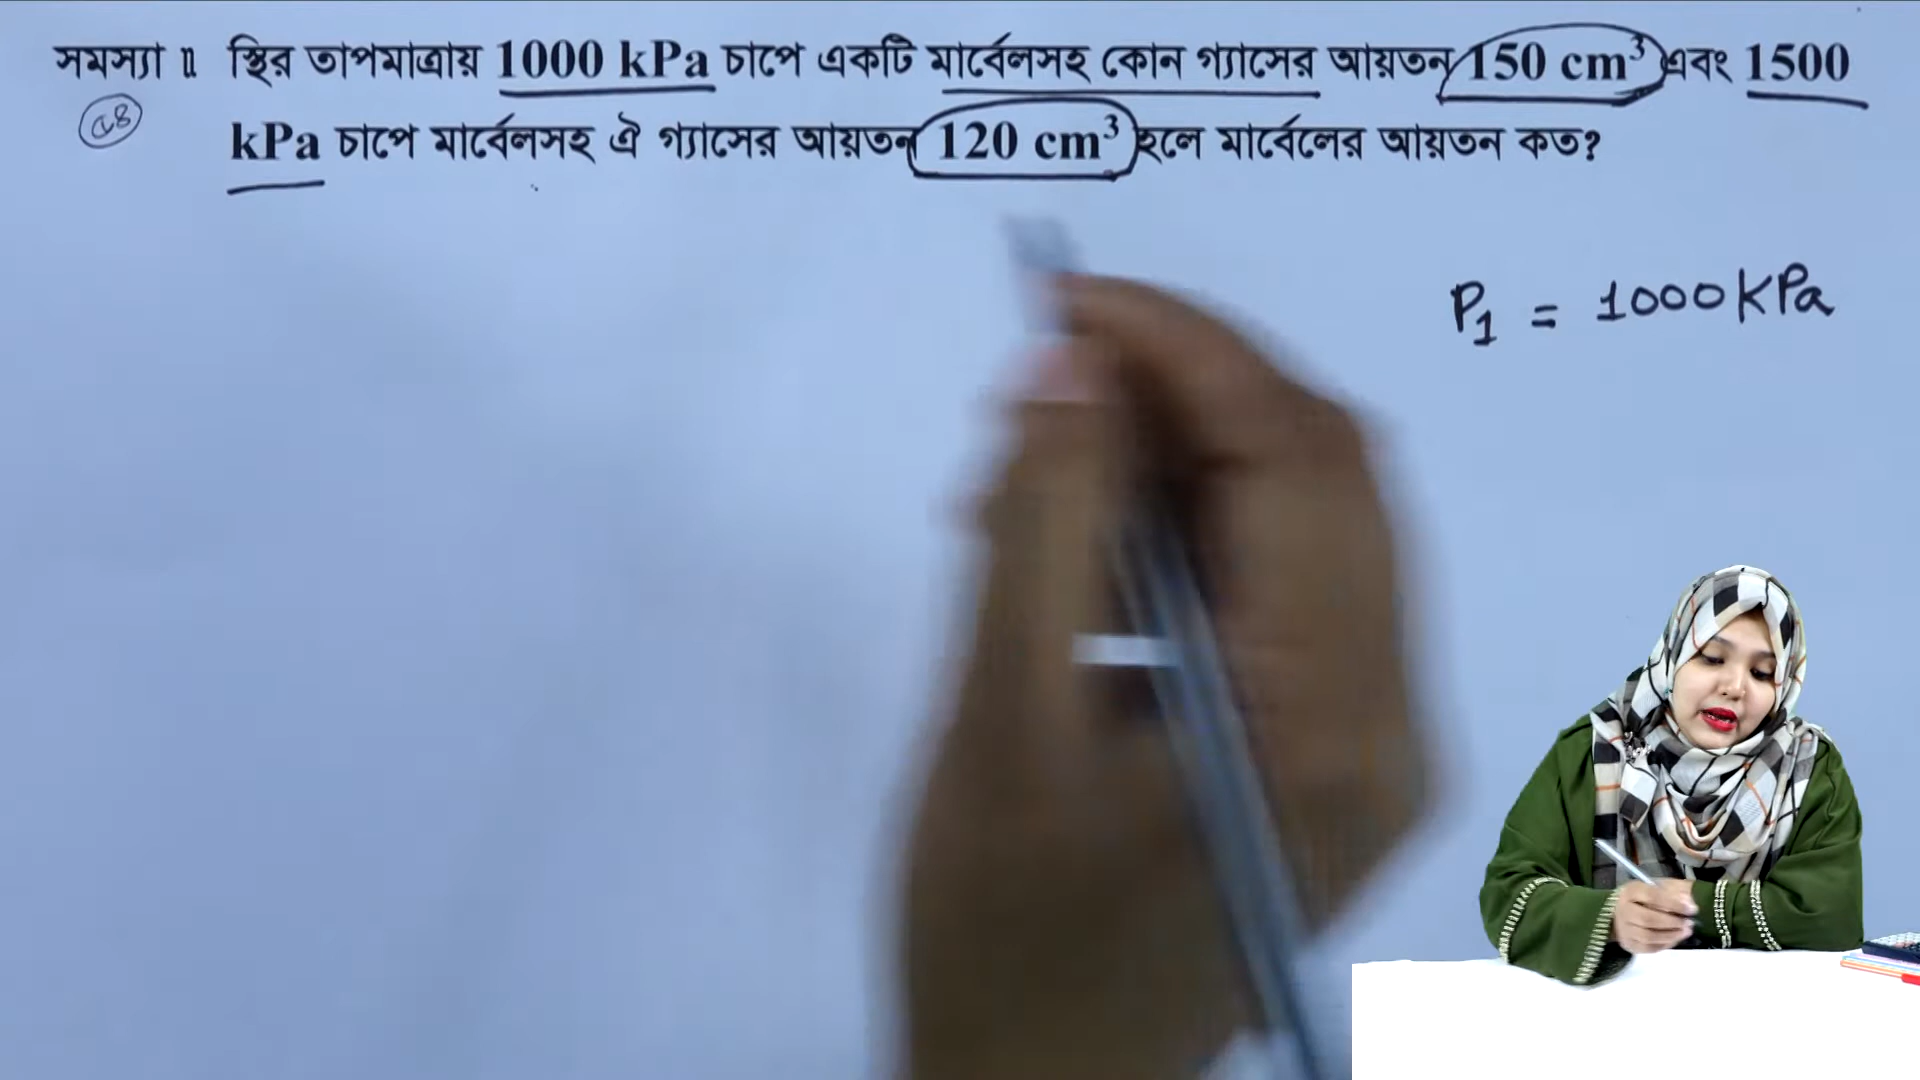 সমস্যা ॥ স্থির তাপমাত্রায় 1000 kPa চাপে একটি মার্বেলসহ কোন গ্যাসের আয়তন 150 cm³ এবং 1500
kPa চাপে মার্বেলসহ ঐ গ্যাসের আয়তন 120 cm³ হলে মার্বেলের আয়তন কত?
P₁ = 1000 kPa